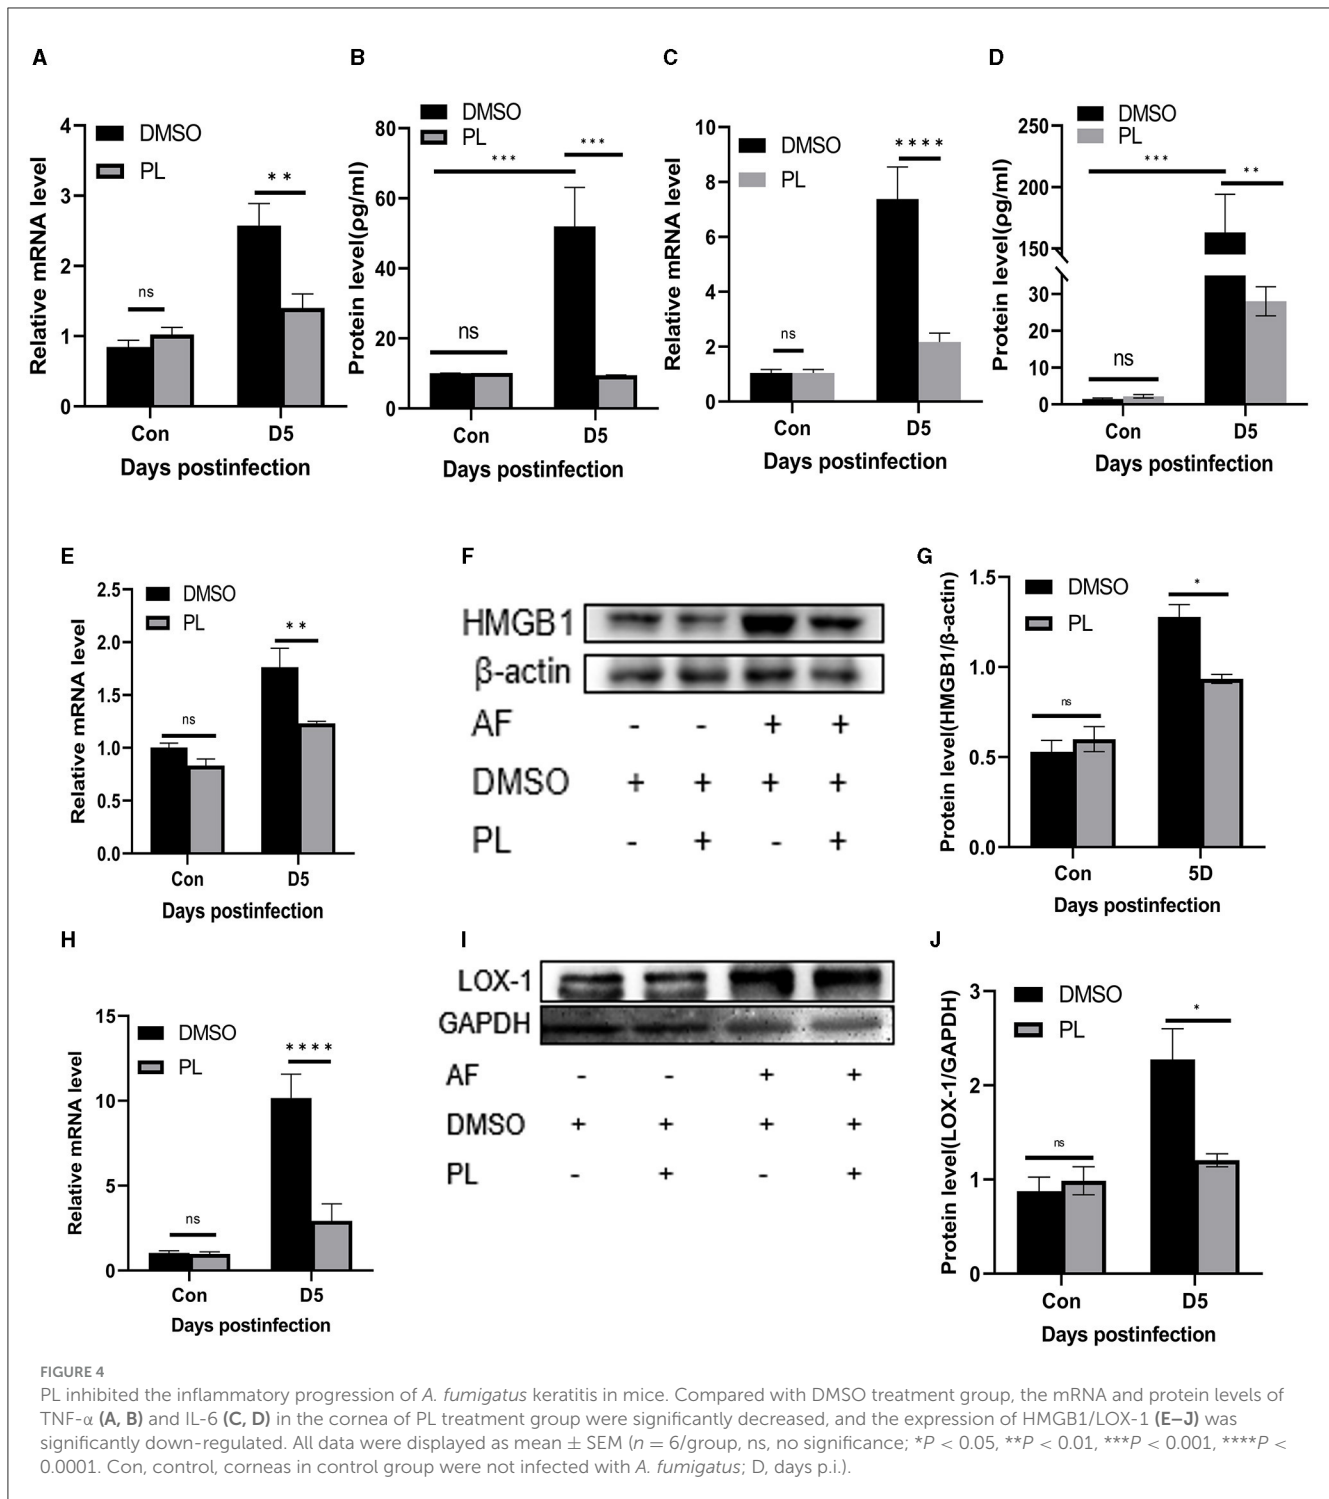 A
DMSO
PL
Relative mRNA level
4
3
2
1
0
ns
**
Con
D5
Days postinfection
B
DMSO
PL
Protein level(ρg/ml)
80
60
40
20
0
***
***
ns
Con
D5
Days postinfection
C
DMSO
PL
Relative mRNA level
10
8
6
4
2
0
****
ns
Con
D5
Days postinfection
D
DMSO
PL
Protein level(ρg/ml)
250
200
150
30
20
10
0
***
**
ns
Con
D5
Days postinfection
E
DMSO
PL
Relative mRNA level
2.5
2.0
1.5
1.0
0.5
0.0
ns
**
Con
D5
Days postinfection
F
HMGB1
β-actin
AF - - + +
DMSO + + + +
PL - + - +
G
DMSO
PL
Protein level(HMGB1/β-actin)
1.5
1.0
0.5
0.0
ns
*
Con
5D
Days postinfection
H
DMSO
PL
Relative mRNA level
15
10
5
0
ns
****
Con
D5
Days postinfection
I
LOX-1
GAPDH
AF - - + +
DMSO + + + +
PL - + - +
J
DMSO
PL
Protein level(LOX-1/GAPDH)
3
2
1
0
ns
*
Con
D5
Days postinfection
FIGURE 4
PL inhibited the inflammatory progression of A. fumigatus keratitis in mice. Compared with DMSO treatment group, the mRNA and protein levels of
TNF-α (A, B) and IL-6 (C, D) in the cornea of PL treatment group were significantly decreased, and the expression of HMGB1/LOX-1 (E–J) was
significantly down-regulated. All data were displayed as mean ± SEM (n = 6/group, ns, no significance; *P < 0.05, **P < 0.01, ***P < 0.001, ****P <
0.0001. Con, control, corneas in control group were not infected with A. fumigatus; D, days p.i.).